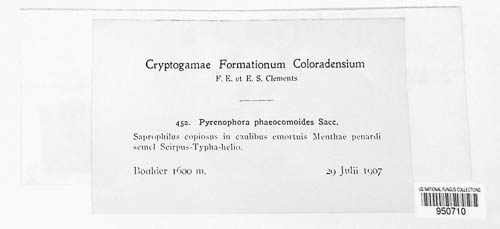 Cryptogamae Formationum Coloradensium
F. E. et E. S. Clements
452. Pyrenophora phaeocomoides Sacc.
Saprophilus copiosus in caulibus emortuis Menthae penardi
semel Scirpus-Typha-helio.
Boulder 1600 m. 29 Julii 1907
US NATIONAL FUNGUS COLLECTIONS
950710